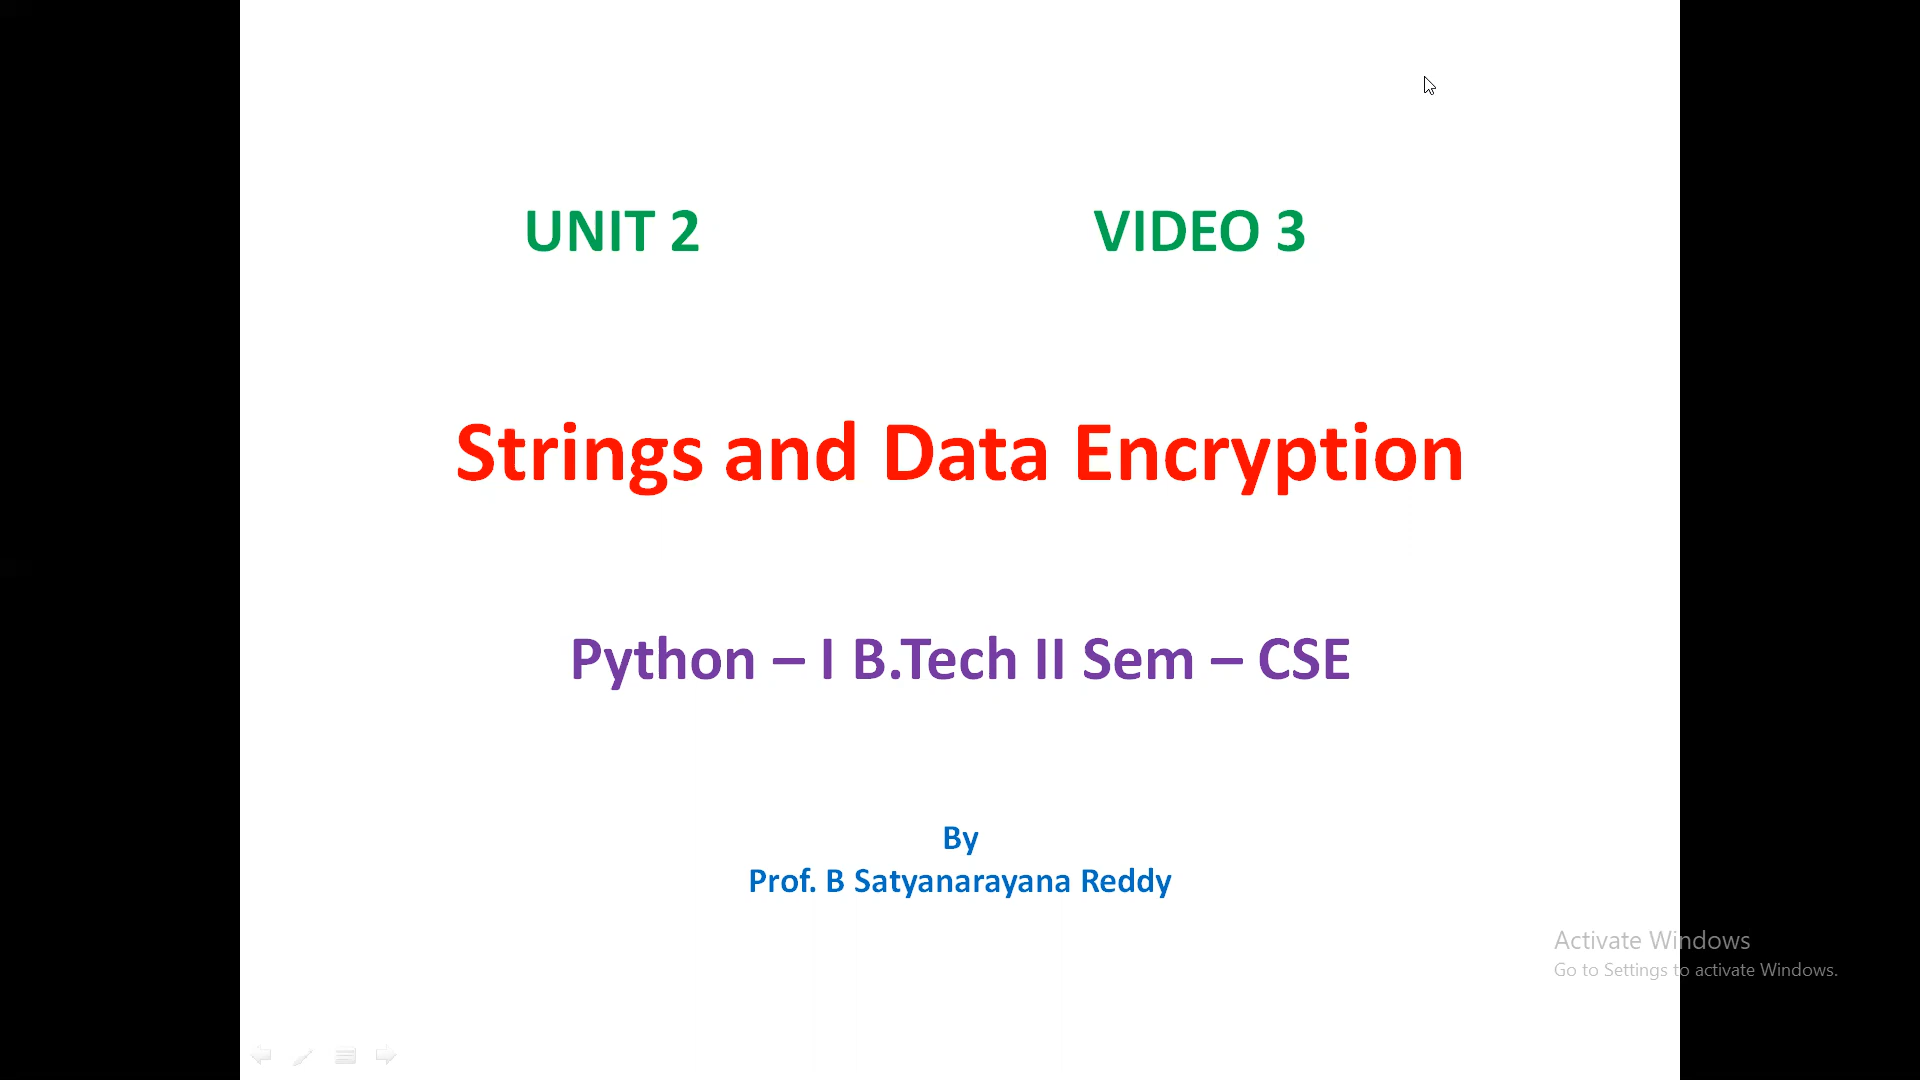 UNIT 2 VIDEO 3
Strings and Data Encryption
Python – I B.Tech II Sem – CSE
By
Prof. B Satyanarayana Reddy
Activate Windows
Go to Settings to activate Windows.